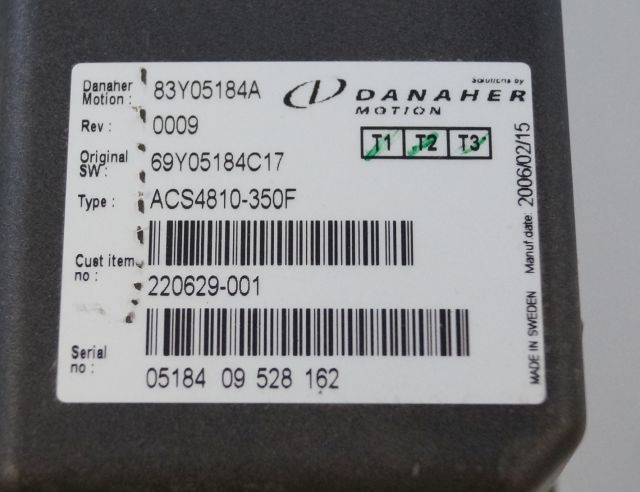 Danaher Motion : 83Y05184A
Solutions by
DANAHER
MOTION
Rev : 0009
T1 T2 T3
Original SW: 69Y05184C17
Type : ACS4810-350F
Cust item no : 220629-001
Serial no : 05184 09 528 162
MADE IN SWEDEN Manuf date: 2006/02/15